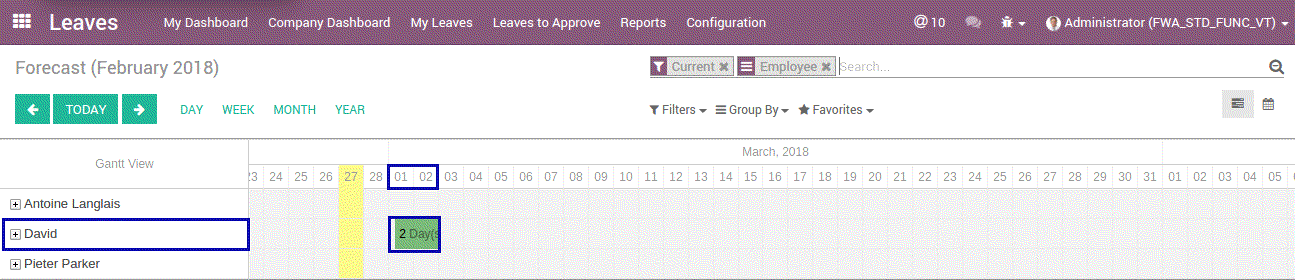 Leaves My Dashboard Company Dashboard My Leaves Leaves to Approve Reports Configuration @ 10 Administrator (FWA_STD_FUNC_VT)
Forecast (February 2018) Current Employee Search...
TODAY DAY WEEK MONTH YEAR Filters Group By Favorites
Gantt View March, 2018
23 24 25 26 27 28 01 02 03 04 05 06 07 08 09 10 11 12 13 14 15 16 17 18 19 20 21 22 23 24 25 26 27 28 29 30 31 01 02 03 04 05 06
Antoine Langlais
David 2 Day(s
Pieter Parker